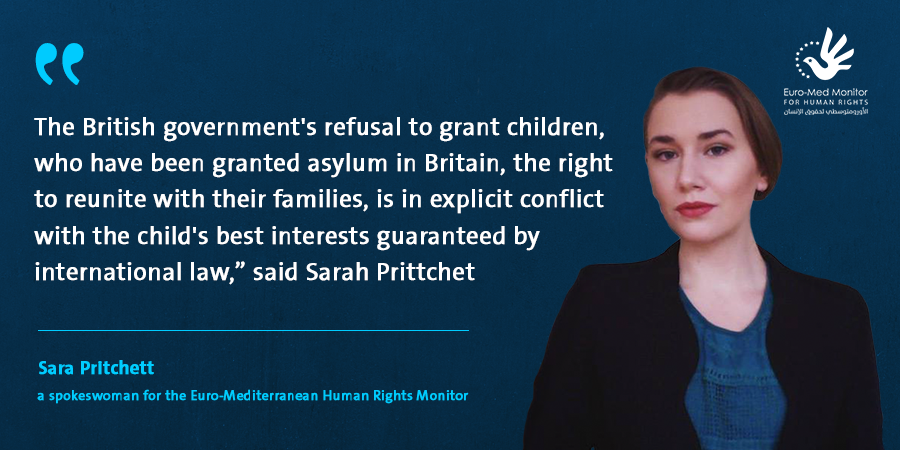 The British government's refusal to grant children,
who have been granted asylum in Britain, the right
to reunite with their families, is in explicit conflict
with the child's best interests guaranteed by
international law,” said Sarah Prittchet
Sara PrItchett
a spokeswoman for the Euro-Mediterranean Human Rights Monitor
Euro-Med Monitor
FOR HUMAN RIGHTS
الأورومتوسطي لحقوق الإنسان